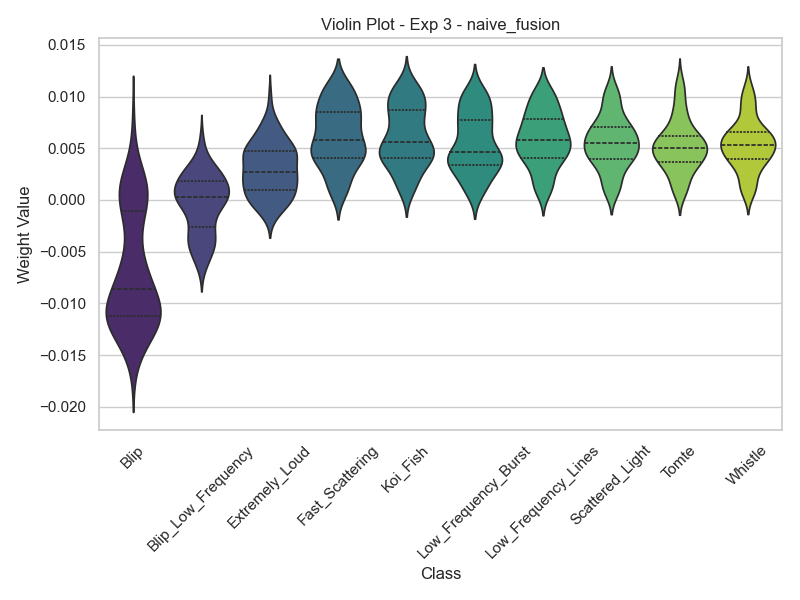 Violin Plot - Exp 3 - naive_fusion
0.015
0.010
0.005
0.000
−0.005
−0.010
−0.015
−0.020
Weight Value
Blip
Blip_Low_Frequency
Extremely_Loud
Fast_Scattering
Koi_Fish
Low_Frequency_Burst
Low_Frequency_Lines
Scattered_Light
Tomte
Whistle
Class